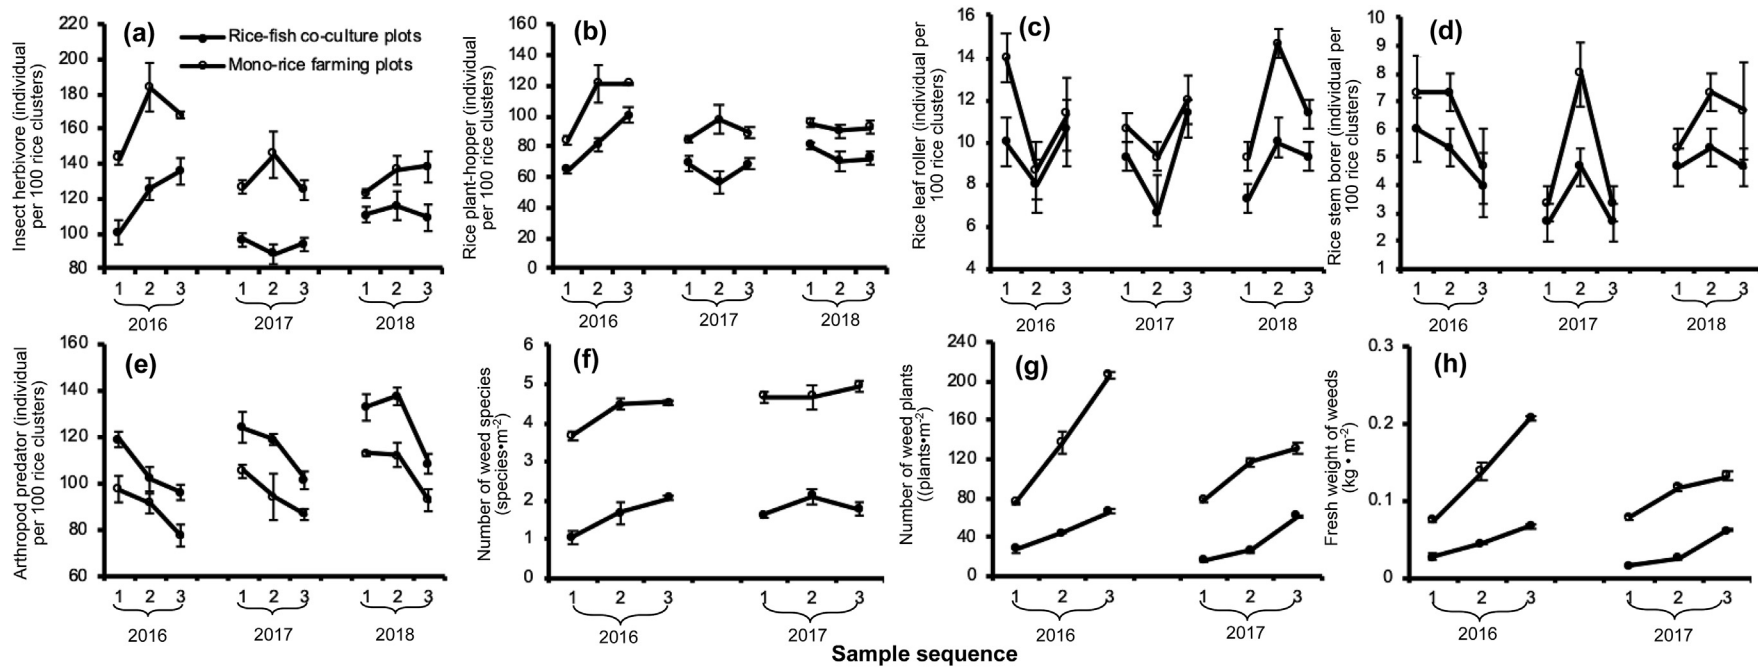 (a)
Rice-fish co-culture plots
Mono-rice farming plots
Insect herbivore (individual
per 100 rice clusters)
220
200
180
160
140
120
100
80
1 2 3 1 2 3 1 2 3
2016 2017 2018
(b)
Rice plant-hopper (individual
per 100 rice clusters)
160
140
120
100
80
60
40
20
0
1 2 3 1 2 3 1 2 3
2016 2017 2018
(c)
Rice leaf roller (individual per
100 rice clusters)
16
14
12
10
8
6
4
1 2 3 1 2 3 1 2 3
2016 2017 2018
(d)
Rice stem borer (individual per
100 rice clusters)
10
9
8
7
6
5
4
3
2
1
1 2 3 1 2 3 1 2 3
2016 2017 2018
(e)
Arthropod predator (individual
per 100 rice clusters)
160
140
120
100
80
60
1 2 3 1 2 3 1 2 3
2016 2017 2018
(f)
Number of weed species
(species•m-2)
6
5
4
3
2
1
0
1 2 3 1 2 3
2016 2017
(g)
Number of weed plants
((plants•m-2)
240
200
160
120
80
40
0
1 2 3 1 2 3
2016 2017
(h)
Fresh weight of weeds
(kg • m-2)
0.3
0.2
0.1
0
1 2 3 1 2 3
2016 2017
Sample sequence